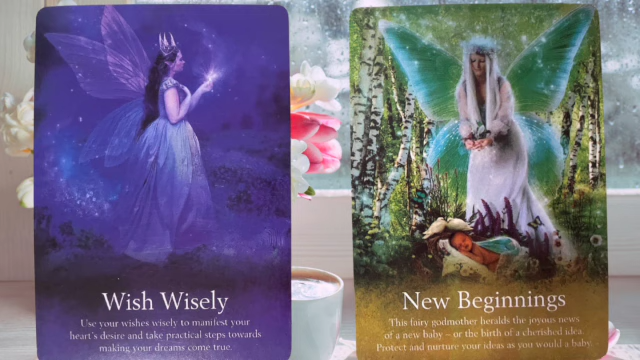 Wish Wisely
Use your wishes wisely to manifest your
heart's desire and take practical steps towards
making your dreams come true.
New Beginnings
This fairy godmother heralds the joyous news
of a new baby – or the birth of a cherished idea.
Protect and nurture your ideas as you would a baby.